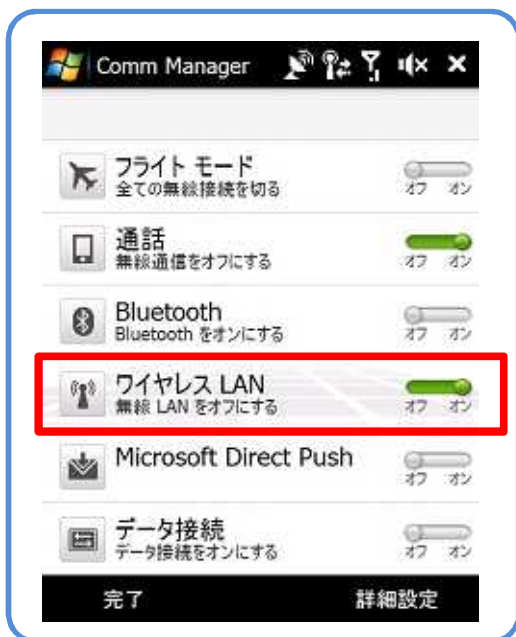 Comm Manager
フライト モード
全ての無線接続を切る
オフ オン
通話
無線通信をオフにする
オフ オン
Bluetooth
Bluetooth をオンにする
オフ オン
ワイヤレス LAN
無線 LAN をオフにする
オフ オン
Microsoft Direct Push
オフ オン
データ接続
データ接続をオンにする
オフ オン
完了 詳細設定